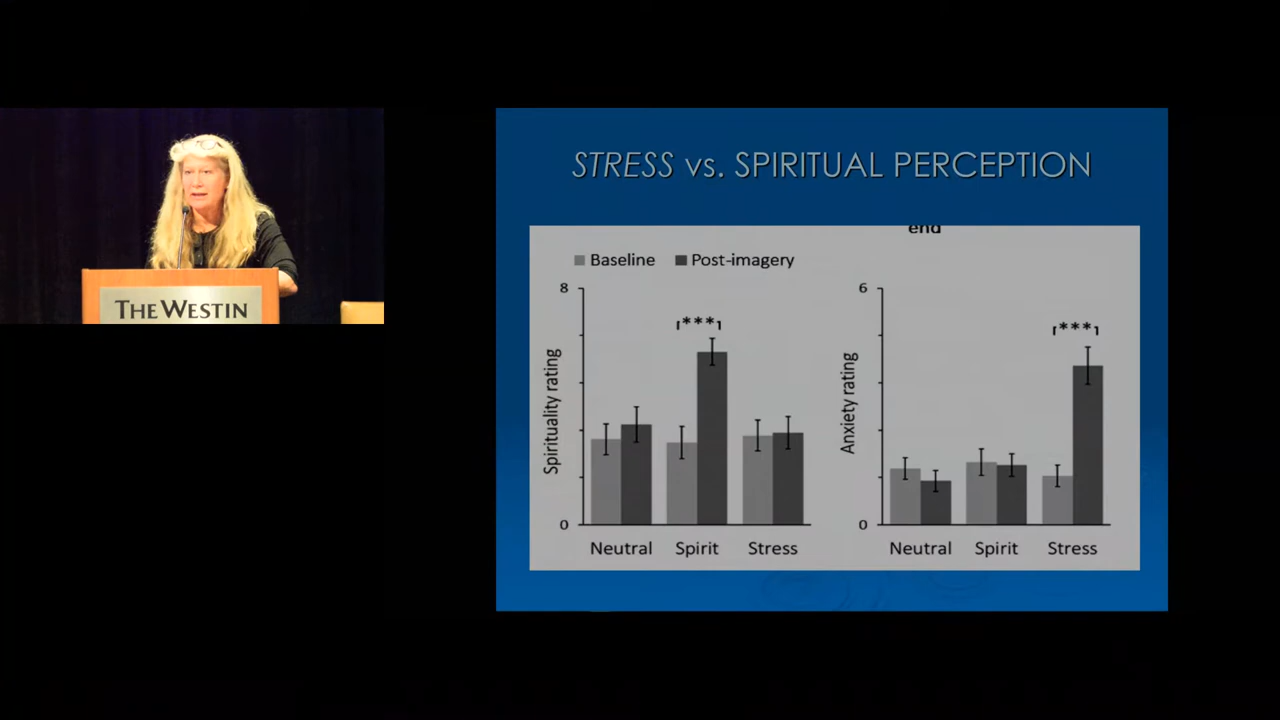 THE WESTIN
STRESS vs. SPIRITUAL PERCEPTION
end
Baseline Post-imagery
8
***
Spirituality rating
0
Neutral Spirit Stress
6
***
Anxiety rating
0
Neutral Spirit Stress